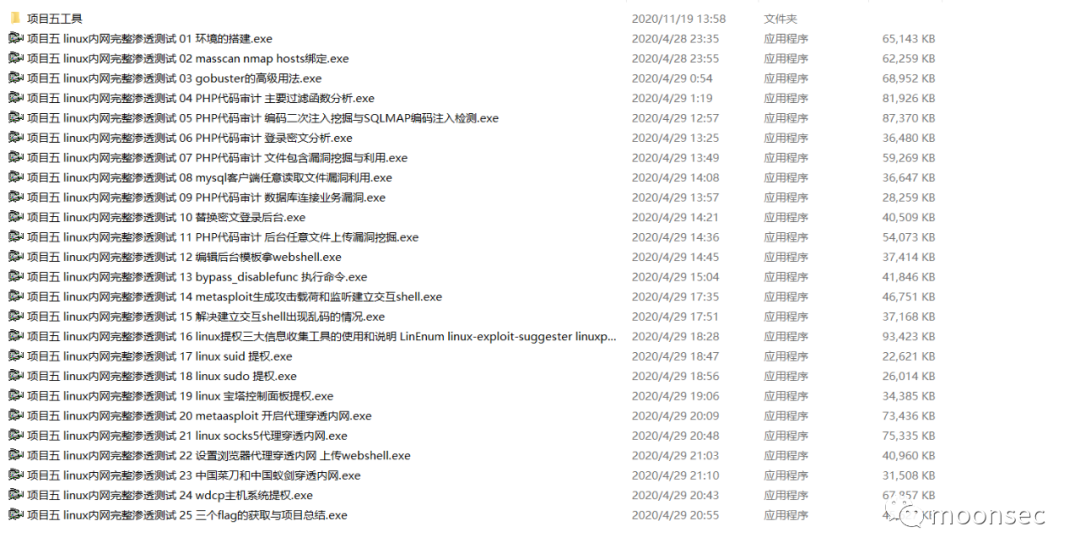 项目五工具 2020/11/19 13:58 文件夹
项目五 linux内网完整渗透测试 01 环境的搭建.exe 2020/4/28 23:35 应用程序 65,143 KB
项目五 linux内网完整渗透测试 02 masscan nmap hosts绑定.exe 2020/4/28 23:55 应用程序 62,259 KB
项目五 linux内网完整渗透测试 03 gobuster的高级用法.exe 2020/4/29 0:54 应用程序 68,952 KB
项目五 linux内网完整渗透测试 04 PHP代码审计 主要过滤函数分析.exe 2020/4/29 1:19 应用程序 81,926 KB
项目五 linux内网完整渗透测试 05 PHP代码审计 编码二次注入挖掘与SQLMAP编码注入检测.exe 2020/4/29 12:57 应用程序 87,370 KB
项目五 linux内网完整渗透测试 06 PHP代码审计 登录密文分析.exe 2020/4/29 13:25 应用程序 36,480 KB
项目五 linux内网完整渗透测试 07 PHP代码审计 文件包含漏洞挖掘与利用.exe 2020/4/29 13:49 应用程序 59,269 KB
项目五 linux内网完整渗透测试 08 mysql客户端任意读取文件漏洞利用.exe 2020/4/29 14:08 应用程序 36,647 KB
项目五 linux内网完整渗透测试 09 PHP代码审计 数据库连接业务漏洞.exe 2020/4/29 13:57 应用程序 28,259 KB
项目五 linux内网完整渗透测试 10 替换密文登录后台.exe 2020/4/29 14:21 应用程序 40,509 KB
项目五 linux内网完整渗透测试 11 PHP代码审计 后台任意文件上传漏洞挖掘.exe 2020/4/29 14:36 应用程序 54,073 KB
项目五 linux内网完整渗透测试 12 编辑后台模板拿webshell.exe 2020/4/29 14:45 应用程序 37,414 KB
项目五 linux内网完整渗透测试 13 bypass_disablefunc 执行命令.exe 2020/4/29 15:04 应用程序 41,846 KB
项目五 linux内网完整渗透测试 14 metasploit生成攻击载荷和监听建立交互shell.exe 2020/4/29 17:35 应用程序 46,751 KB
项目五 linux内网完整渗透测试 15 解决建立交互shell出现乱码的情况.exe 2020/4/29 17:51 应用程序 37,168 KB
项目五 linux内网完整渗透测试 16 linux提权三大信息收集工具的使用和说明 LinEnum linux-exploit-suggester linuxp... 2020/4/29 18:28 应用程序 93,423 KB
项目五 linux内网完整渗透测试 17 linux suid 提权.exe 2020/4/29 18:47 应用程序 22,621 KB
项目五 linux内网完整渗透测试 18 linux sudo 提权.exe 2020/4/29 18:56 应用程序 26,014 KB
项目五 linux内网完整渗透测试 19 linux 宝塔控制面板提权.exe 2020/4/29 19:06 应用程序 34,385 KB
项目五 linux内网完整渗透测试 20 metaasploit 开启代理穿透内网.exe 2020/4/29 20:09 应用程序 73,436 KB
项目五 linux内网完整渗透测试 21 linux socks5代理穿透内网.exe 2020/4/29 20:48 应用程序 75,335 KB
项目五 linux内网完整渗透测试 22 设置浏览器代理穿透内网 上传webshell.exe 2020/4/29 21:03 应用程序 40,960 KB
项目五 linux内网完整渗透测试 23 中国菜刀和中国蚁剑穿透内网.exe 2020/4/29 21:10 应用程序 31,508 KB
项目五 linux内网完整渗透测试 24 wdcp主机系统提权.exe 2020/4/29 20:43 应用程序 KB
项目五 linux内网完整渗透测试 25 三个flag的获取与项目总结.exe 2020/4/29 20:55 应用程序 KB
moonsec